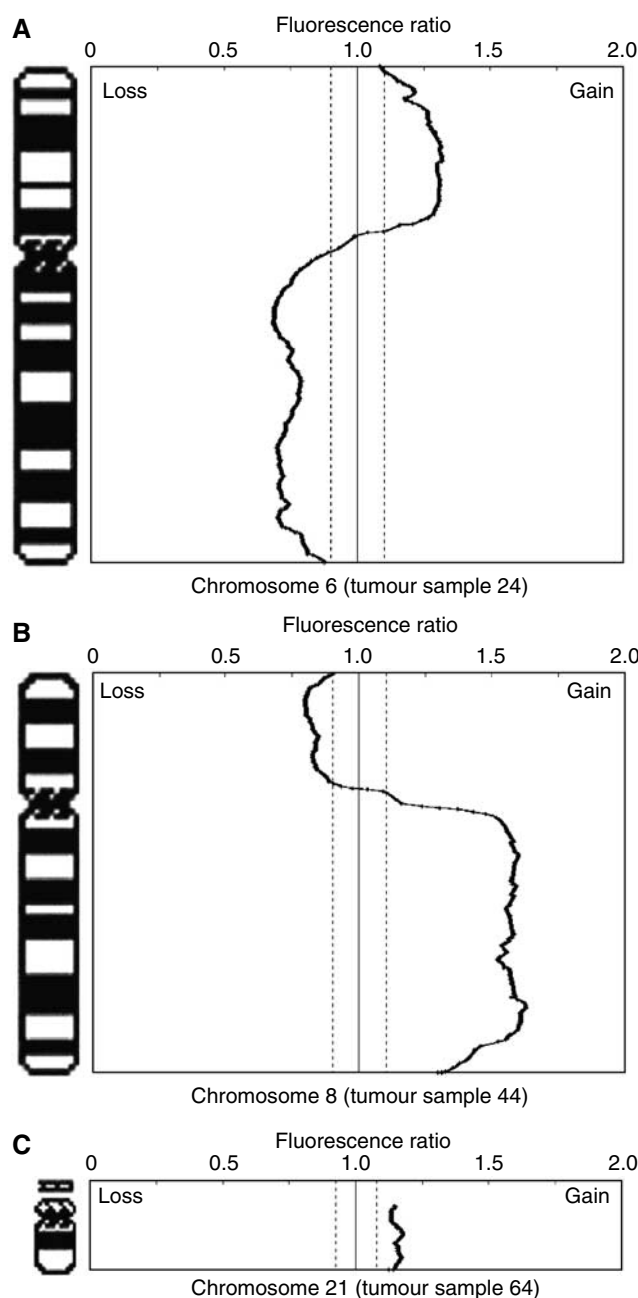 A
Fluorescence ratio
0 0.5 1.0 1.5 2.0
Loss Gain
Chromosome 6 (tumour sample 24)
B
Fluorescence ratio
0 0.5 1.0 1.5 2.0
Loss Gain
Chromosome 8 (tumour sample 44)
C
Fluorescence ratio
0 0.5 1.0 1.5 2.0
Loss Gain
Chromosome 21 (tumour sample 64)